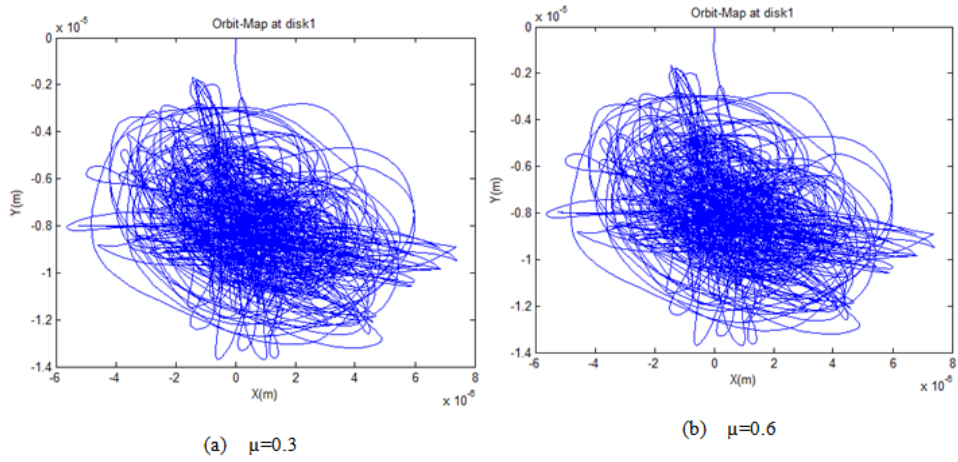 x 10⁻⁵
Orbit-Map at disk1
0
-0.2
-0.4
-0.6
-0.8
-1
-1.2
-1.4
Y(m)
-6
-4
-2
0
2
4
6
8
X(m)
x 10⁻⁶
(a) μ=0.3
x 10⁻⁵
Orbit-Map at disk1
0
-0.2
-0.4
-0.6
-0.8
-1
-1.2
-1.4
Y(m)
-6
-4
-2
0
2
4
6
8
X(m)
x 10⁻⁶
(b) μ=0.6